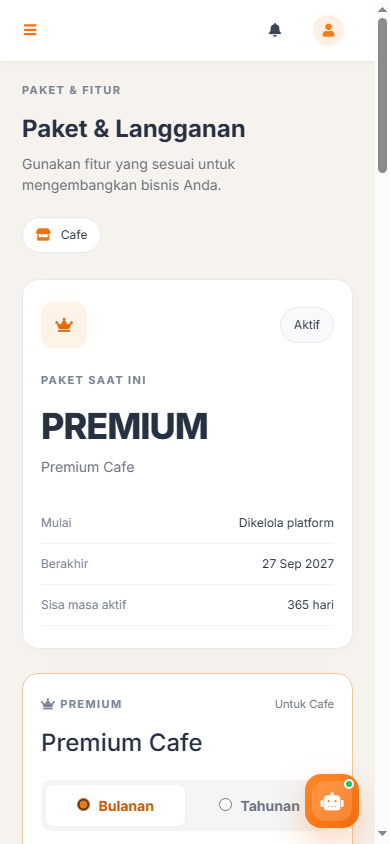 PAKET & FITUR
Paket & Langganan
Gunakan fitur yang sesuai untuk
mengembangkan bisnis Anda.
Cafe
Aktif
PAKET SAAT INI
PREMIUM
Premium Cafe
Mulai Dikelola platform
Berakhir 27 Sep 2027
Sisa masa aktif 365 hari
PREMIUM Untuk Cafe
Premium Cafe
Bulanan Tahunan